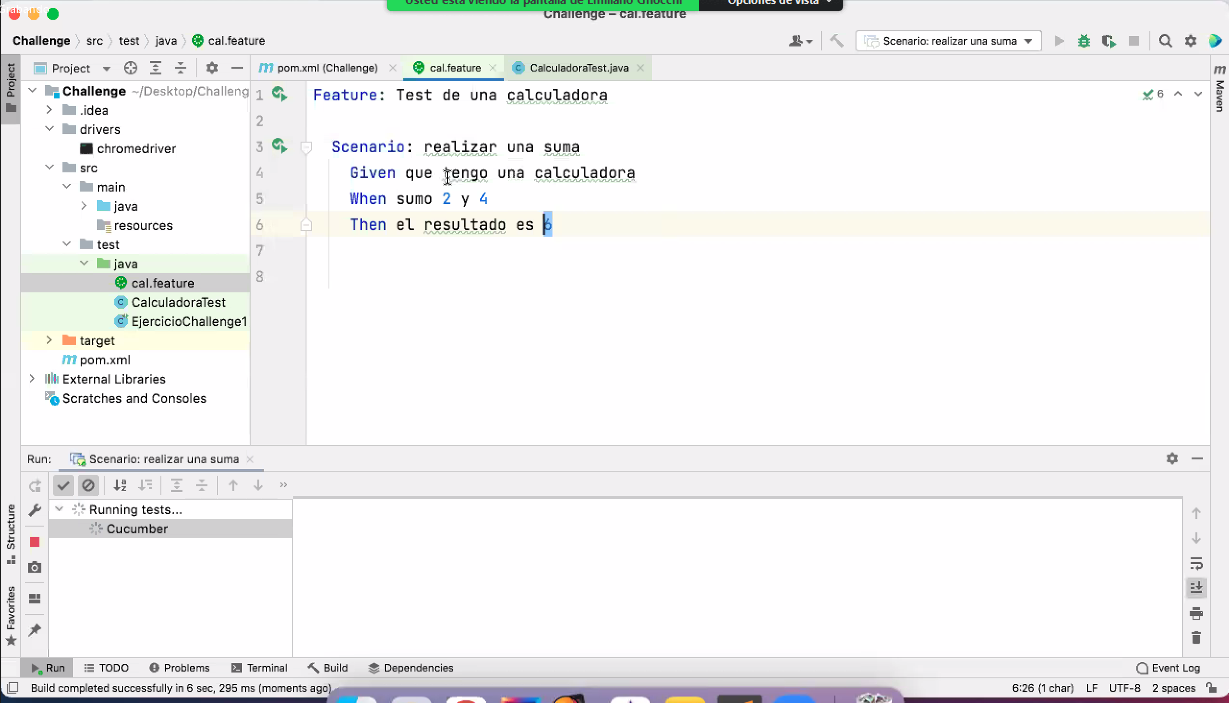 Usted está viendo la pantalla de Emiliano Gnocchi
Opciones de vista
Challenge – cal.feature
Challenge src test java cal.feature
Scenario: realizar una suma
Project
pom.xml (Challenge)
cal.feature
CalculadoraTest.java
Project
Maven
Challenge ~/Desktop/Challeng
.idea
drivers
chromedriver
src
main
java
resources
test
java
cal.feature
CalculadoraTest
EjercicioChallenge1
target
pom.xml
External Libraries
Scratches and Consoles
6
1 Feature: Test de una calculadora
2
3 Scenario: realizar una suma
4 Given que tengo una calculadora
5 When sumo 2 y 4
6 Then el resultado es 6
7
8
Run: Scenario: realizar una suma
Running tests...
Cucumber
Structure
Favorites
Run TODO Problems Terminal Build Dependencies Event Log
Build completed successfully in 6 sec, 295 ms (moments ago) 6:26 (1 char) LF UTF-8 2 spaces